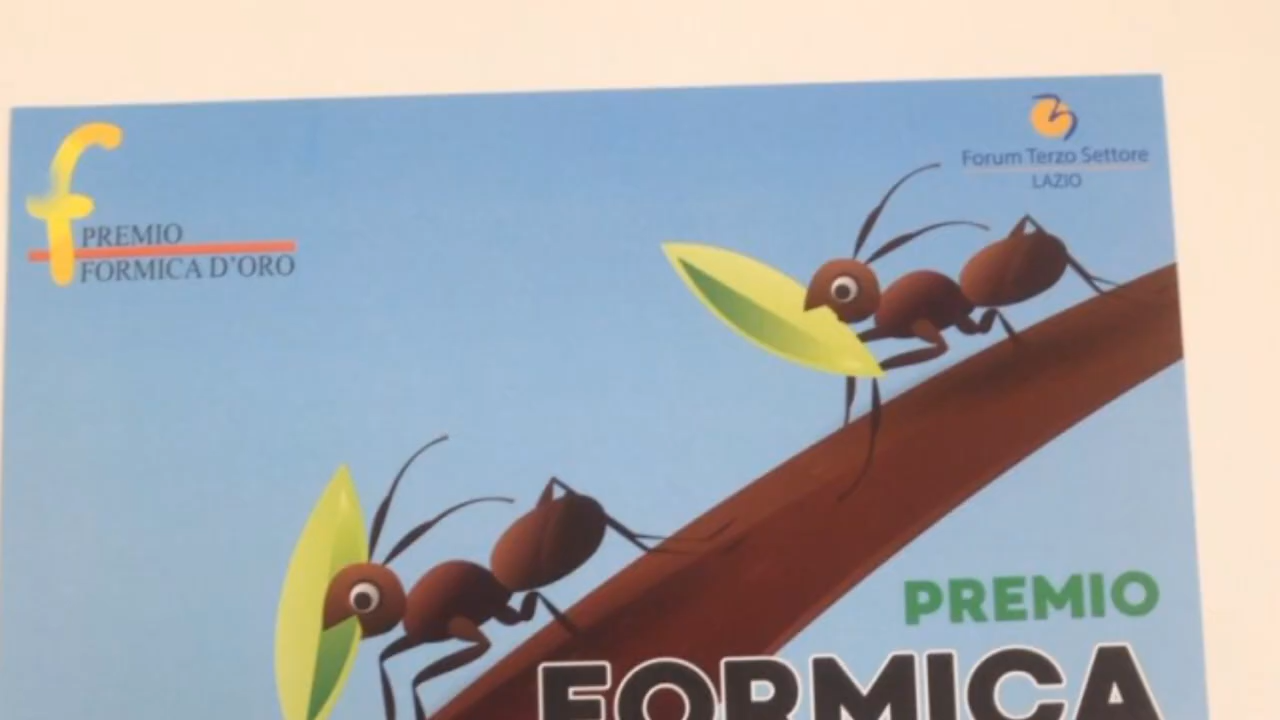 PREMIO
FORMICA D'ORO
Forum Terzo Settore
LAZIO
PREMIO
FORMICA